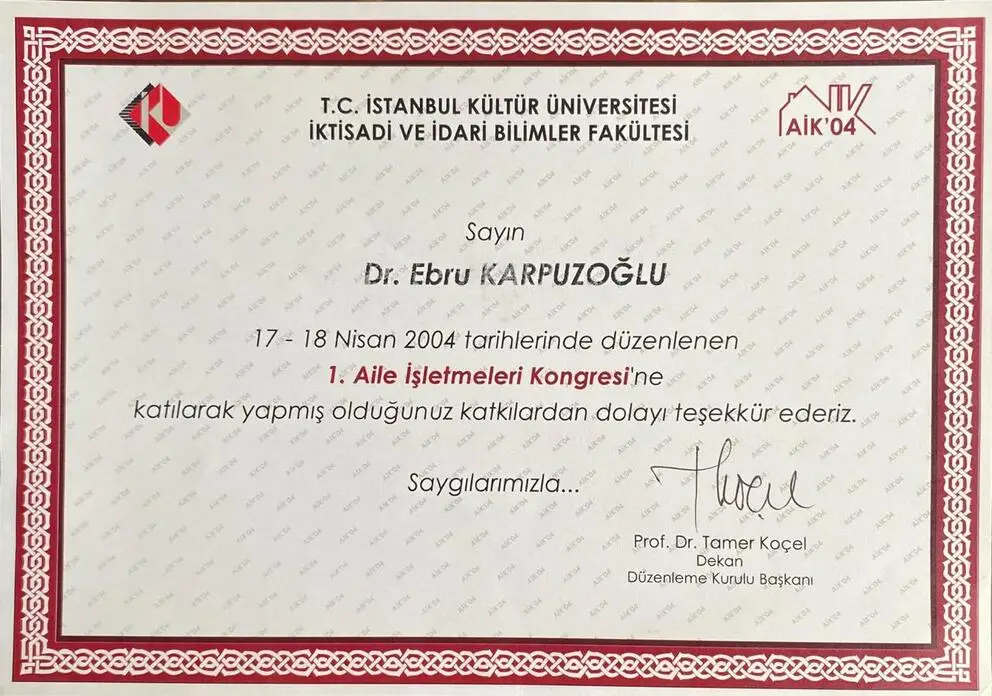 T.C. İSTANBUL KÜLTÜR ÜNİVERSİTESİ
İKTİSADİ VE İDARİ BİLİMLER FAKÜLTESİ
AİK'04
Sayın
Dr. Ebru KARPUZOĞLU
17 - 18 Nisan 2004 tarihlerinde düzenlenen
1. Aile İşletmeleri Kongresi'ne
katılarak yapmış olduğunuz katkılardan dolayı teşekkür ederiz.
Saygılarımızla...
Prof. Dr. Tamer Koçel
Dekan
Düzenleme Kurulu Başkanı